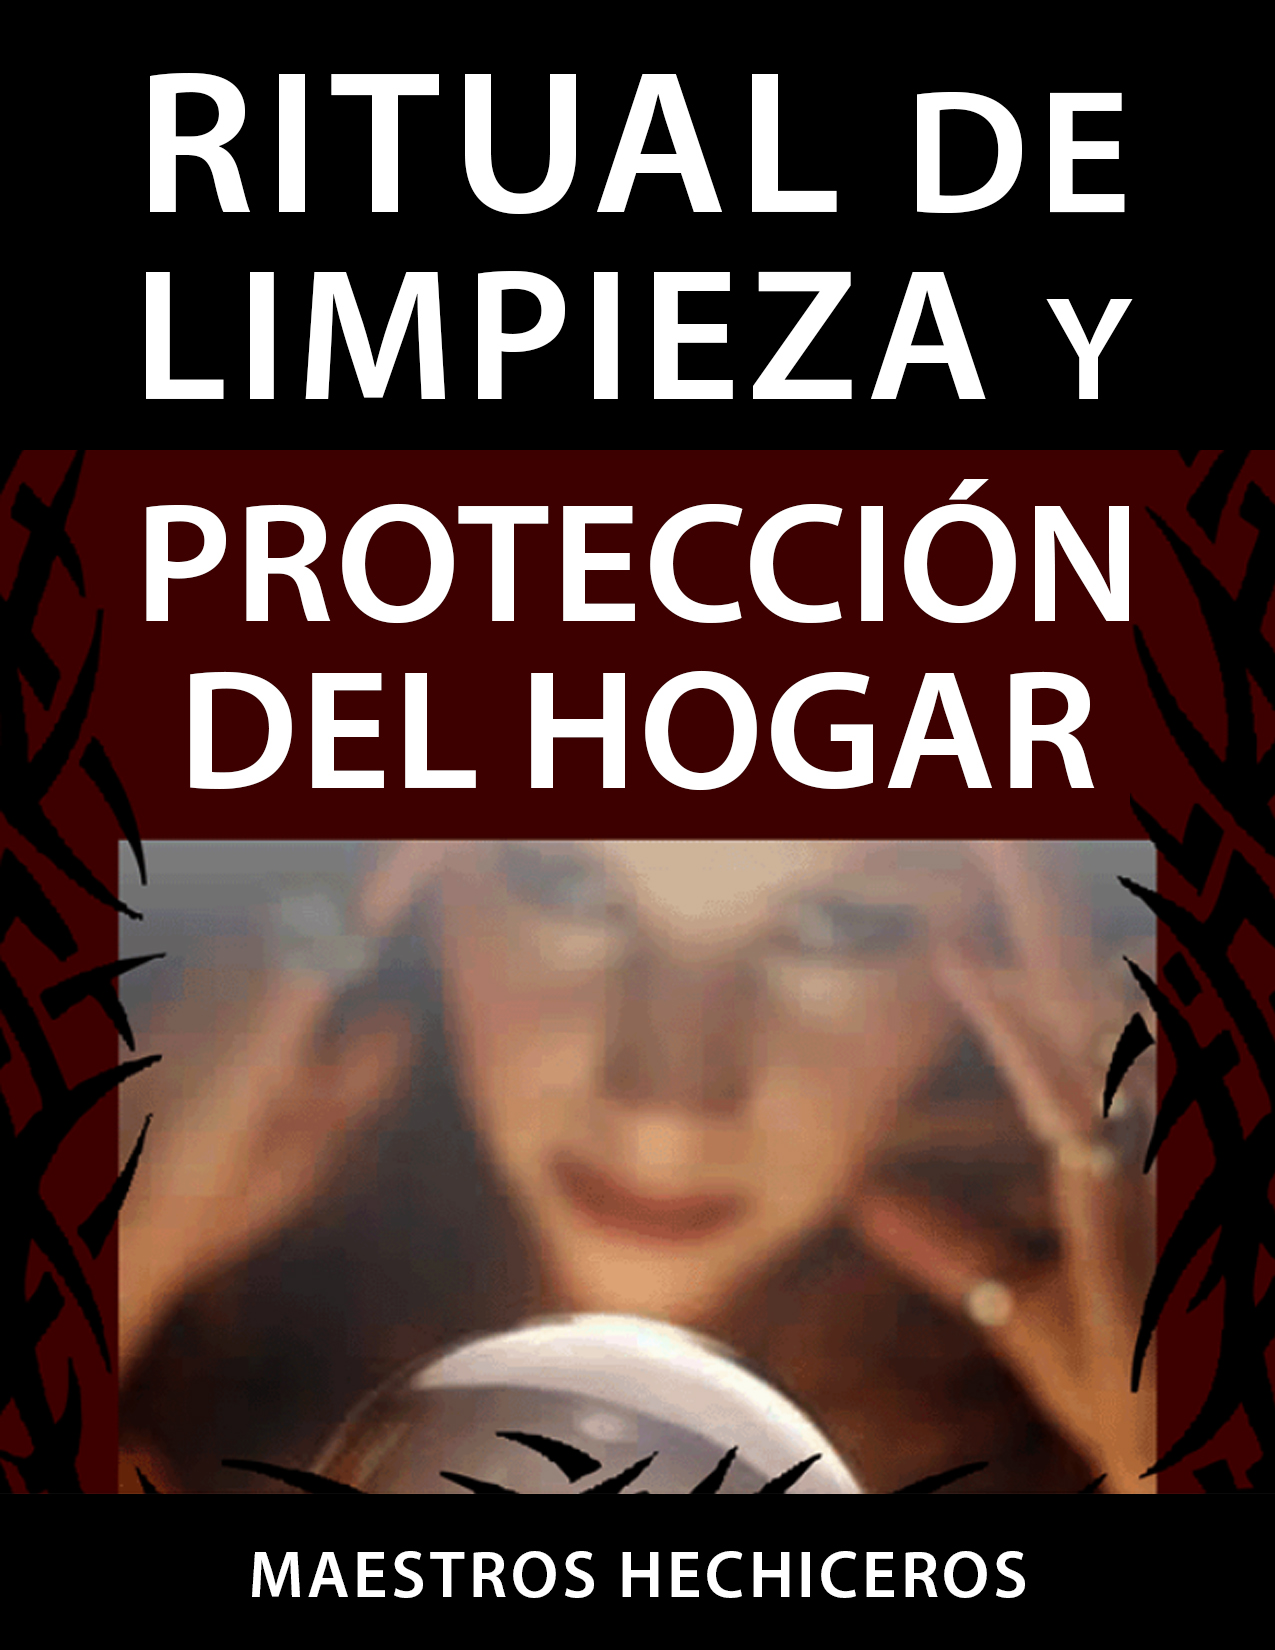 RITUAL DE
LIMPIEZA Y
PROTECCIÓN
DEL HOGAR
MAESTROS HECHICEROS